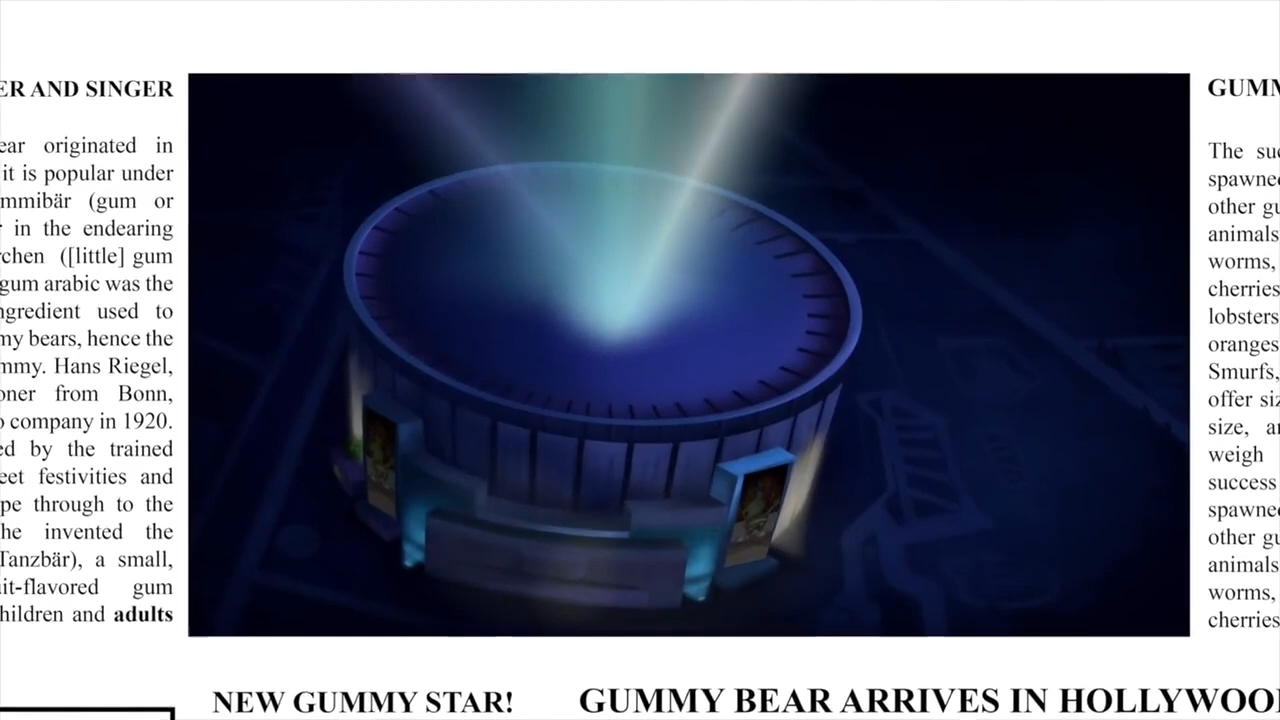 ER AND SINGER
ear originated in
it is popular under
mmibär (gum or
r in the endearing
rchen ([little] gum
gum arabic was the
ngredient used to
my bears, hence the
mmy. Hans Riegel,
oner from Bonn,
o company in 1920.
ed by the trained
eet festivities and
pe through to the
he invented the
Tanzbär), a small,
it-flavored gum
hildren and adults
GUMM
The suc
spawned
other gu
animals
worms,
cherries
lobsters
oranges
Smurfs,
offer siz
size, an
weigh
success
spawned
other gu
animals
worms,
cherries
NEW GUMMY STAR!
GUMMY BEAR ARRIVES IN HOLLYWOO